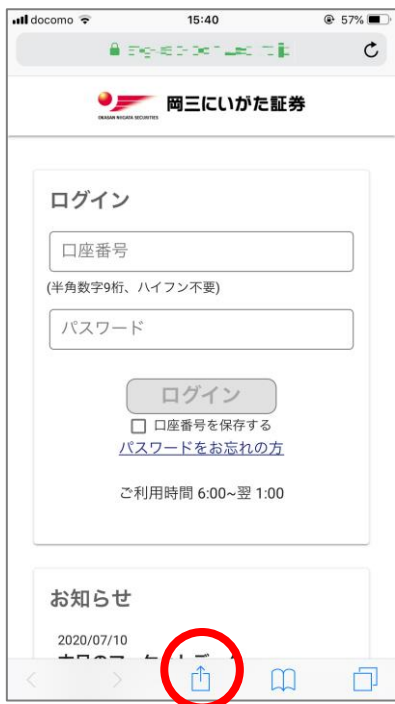 docomo 15:40 57%
岡三にいがた証券
OKASAN NIIGATA SECURITIES
ログイン
口座番号
(半角数字9桁、ハイフン不要)
パスワード
ログイン
口座番号を保存する
パスワードをお忘れの方
ご利用時間 6:00~翌 1:00
お知らせ
2020/07/10